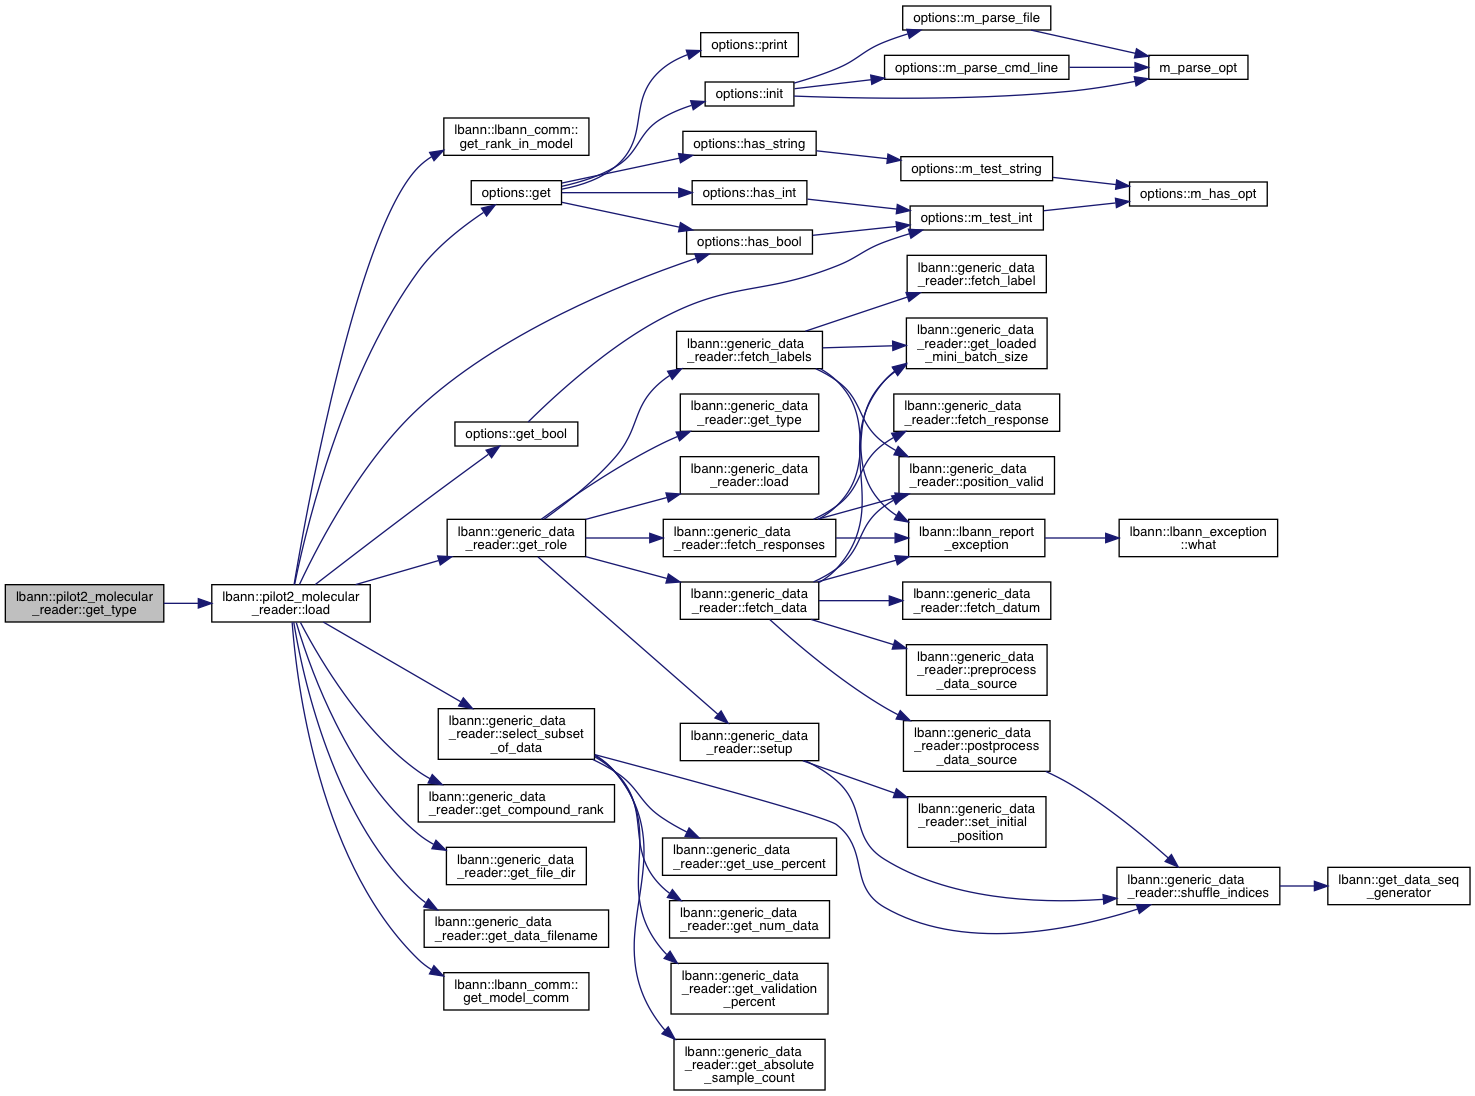 lbann::pilot2_molecular
_reader::get_type
lbann::pilot2_molecular
_reader::load
lbann::lbann_comm::
get_rank_in_model
options::get
options::print
options::init
options::m_parse_file
options::m_parse_cmd_line
m_parse_opt
options::has_string
options::has_int
options::has_bool
options::m_test_string
options::m_test_int
options::m_has_opt
options::get_bool
lbann::generic_data
_reader::get_role
lbann::generic_data
_reader::fetch_labels
lbann::generic_data
_reader::get_type
lbann::generic_data
_reader::load
lbann::generic_data
_reader::fetch_responses
lbann::generic_data
_reader::fetch_data
lbann::generic_data
_reader::setup
lbann::generic_data
_reader::fetch_label
lbann::generic_data
_reader::get_loaded
_mini_batch_size
lbann::generic_data
_reader::fetch_response
lbann::generic_data
_reader::position_valid
lbann::lbann_report
_exception
lbann::lbann_exception
::what
lbann::generic_data
_reader::fetch_datum
lbann::generic_data
_reader::preprocess
_data_source
lbann::generic_data
_reader::postprocess
_data_source
lbann::generic_data
_reader::set_initial
_position
lbann::generic_data
_reader::shuffle_indices
lbann::get_data_seq
_generator
lbann::generic_data
_reader::select_subset
_of_data
lbann::generic_data
_reader::get_compound_rank
lbann::generic_data
_reader::get_file_dir
lbann::generic_data
_reader::get_data_filename
lbann::lbann_comm::
get_model_comm
lbann::generic_data
_reader::get_use_percent
lbann::generic_data
_reader::get_num_data
lbann::generic_data
_reader::get_validation
_percent
lbann::generic_data
_reader::get_absolute
_sample_count